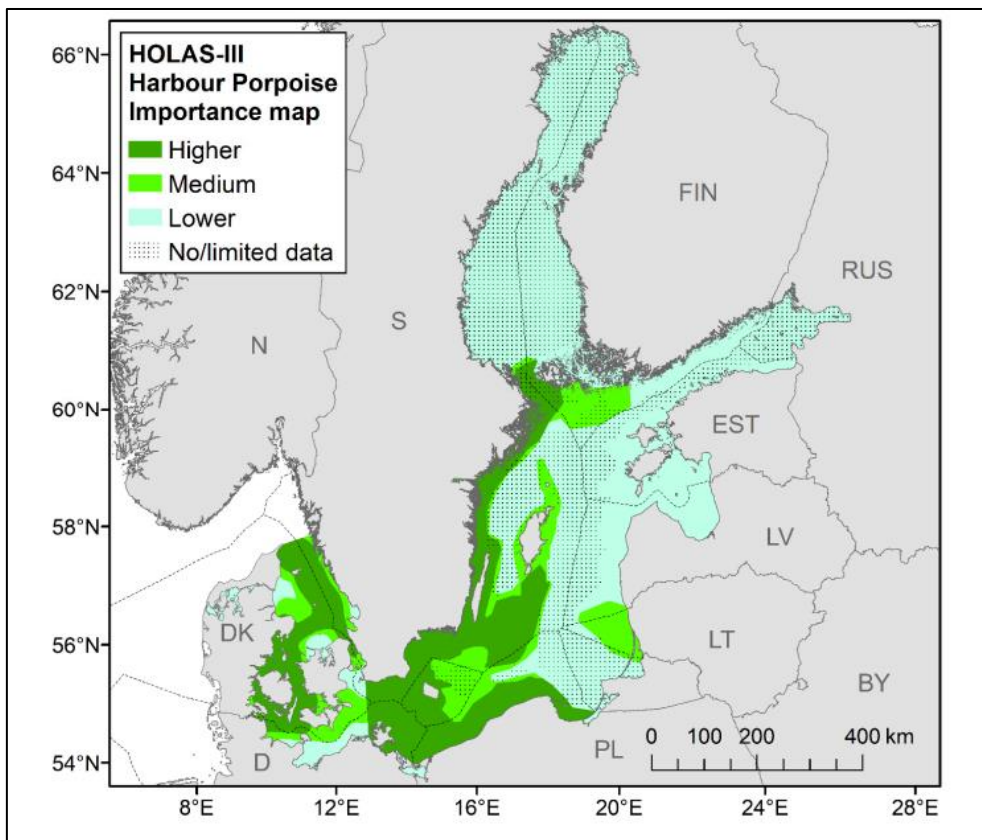 HOLAS-III
Harbour Porpoise
Importance map
Higher
Medium
Lower
No/limited data
66°N
64°N
62°N
60°N
58°N
56°N
54°N
FIN
RUS
N
S
EST
LV
LT
DK
BY
D
PL
0 100 200 400 km
8°E 12°E 16°E 20°E 24°E 28°E